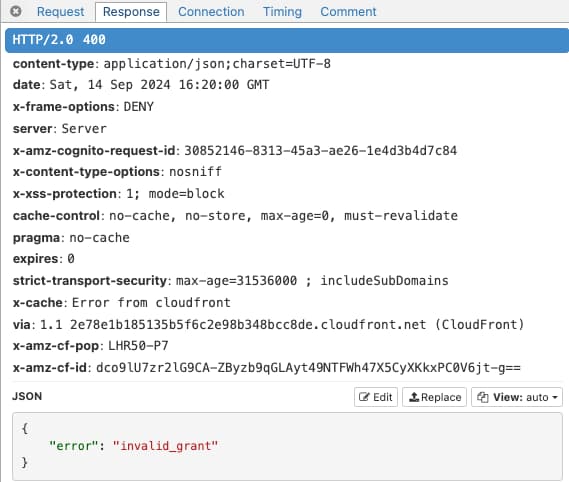 Request Response Connection Timing Comment
HTTP/2.0 400
content-type: application/json;charset=UTF-8
date: Sat, 14 Sep 2024 16:20:00 GMT
x-frame-options: DENY
server: Server
x-amz-cognito-request-id: 30852146-8313-45a3-ae26-1e4d3b4d7c84
x-content-type-options: nosniff
x-xss-protection: 1; mode=block
cache-control: no-cache, no-store, max-age=0, must-revalidate
pragma: no-cache
expires: 0
strict-transport-security: max-age=31536000 ; includeSubDomains
x-cache: Error from cloudfront
via: 1.1 2e78e1b185135b5f6c2e98b348bcc8de.cloudfront.net (CloudFront)
x-amz-cf-pop: LHR50-P7
x-amz-cf-id: dco9lU7zr2lG9CA-ZByzb9qGLAyt49NTFWh47X5CyXKkxPC0V6jt-g==
JSON Edit Replace View: auto
{
    "error": "invalid_grant"
}